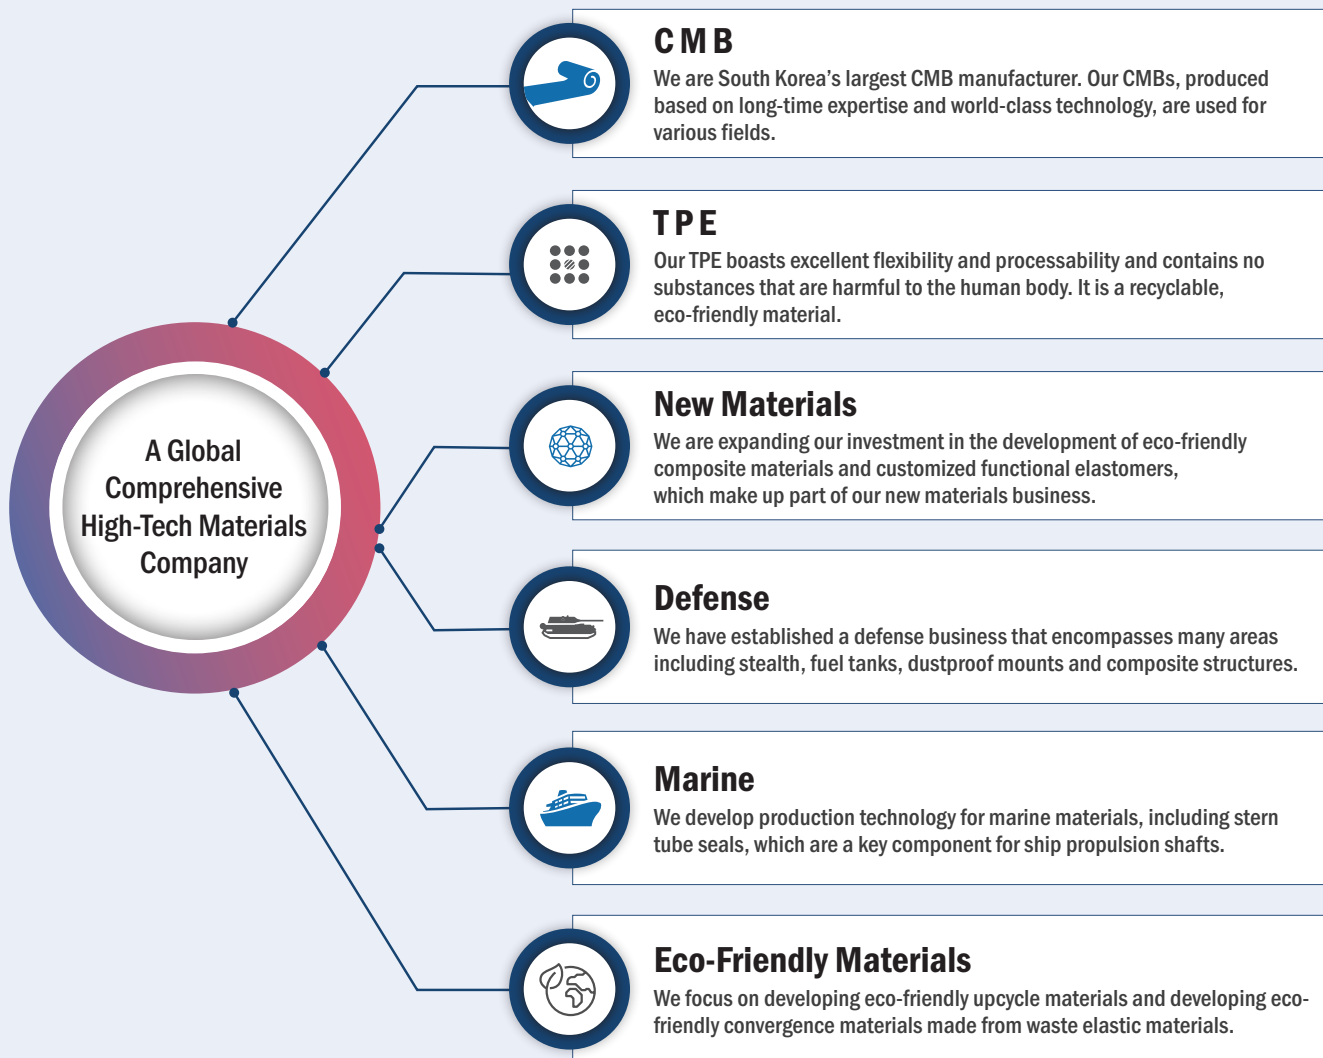 A Global
Comprehensive
High-Tech Materials
Company
CMB
We are South Korea's largest CMB manufacturer. Our CMBs, produced
based on long-time expertise and world-class technology, are used for
various fields.
TPE
Our TPE boasts excellent flexibility and processability and contains no
substances that are harmful to the human body. It is a recyclable,
eco-friendly material.
New Materials
We are expanding our investment in the development of eco-friendly
composite materials and customized functional elastomers,
which make up part of our new materials business.
Defense
We have established a defense business that encompasses many areas
including stealth, fuel tanks, dustproof mounts and composite structures.
Marine
We develop production technology for marine materials, including stern
tube seals, which are a key component for ship propulsion shafts.
Eco-Friendly Materials
We focus on developing eco-friendly upcycle materials and developing eco-
friendly convergence materials made from waste elastic materials.